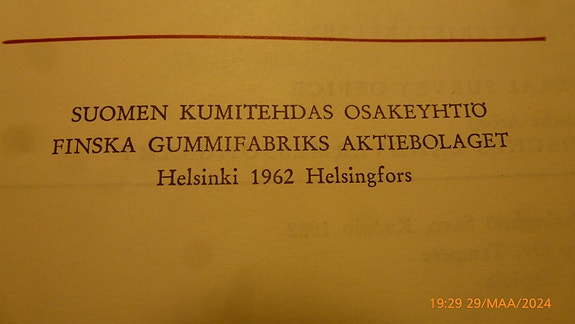 SUOMEN KUMITEHDAS OSAKEYHTIÖ
FINSKA GUMMIFABRIKS AKTIEBOLAGET
Helsinki 1962 Helsingfors
19:29 29/MAA/2024